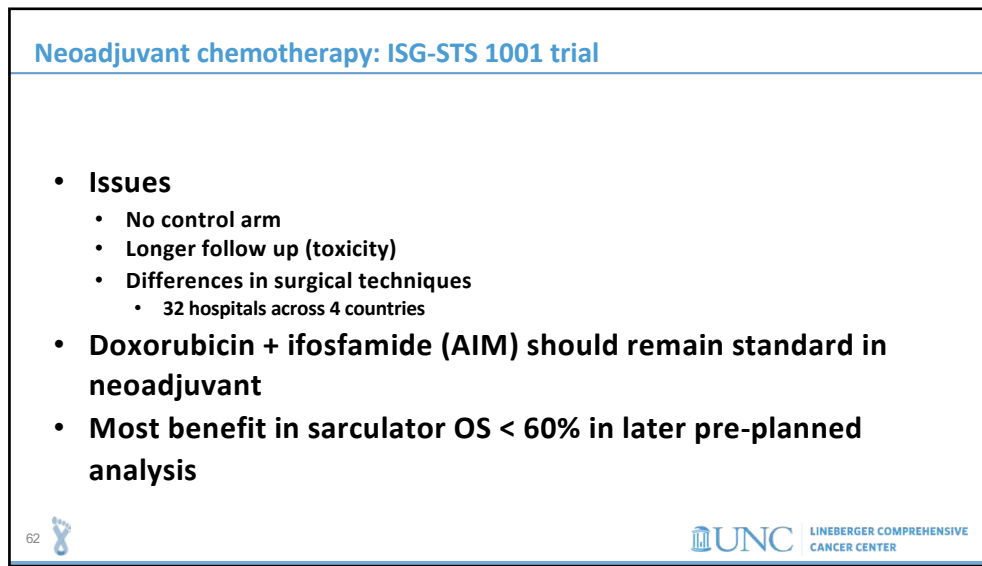 Neoadjuvant chemotherapy: ISG-STS 1001 trial
• Issues
• No control arm
• Longer follow up (toxicity)
• Differences in surgical techniques
• 32 hospitals across 4 countries
• Doxorubicin + ifosfamide (AIM) should remain standard in
neoadjuvant
• Most benefit in sarculator OS < 60% in later pre-planned
analysis
62
UNC
LINEBERGER COMPREHENSIVE
CANCER CENTER